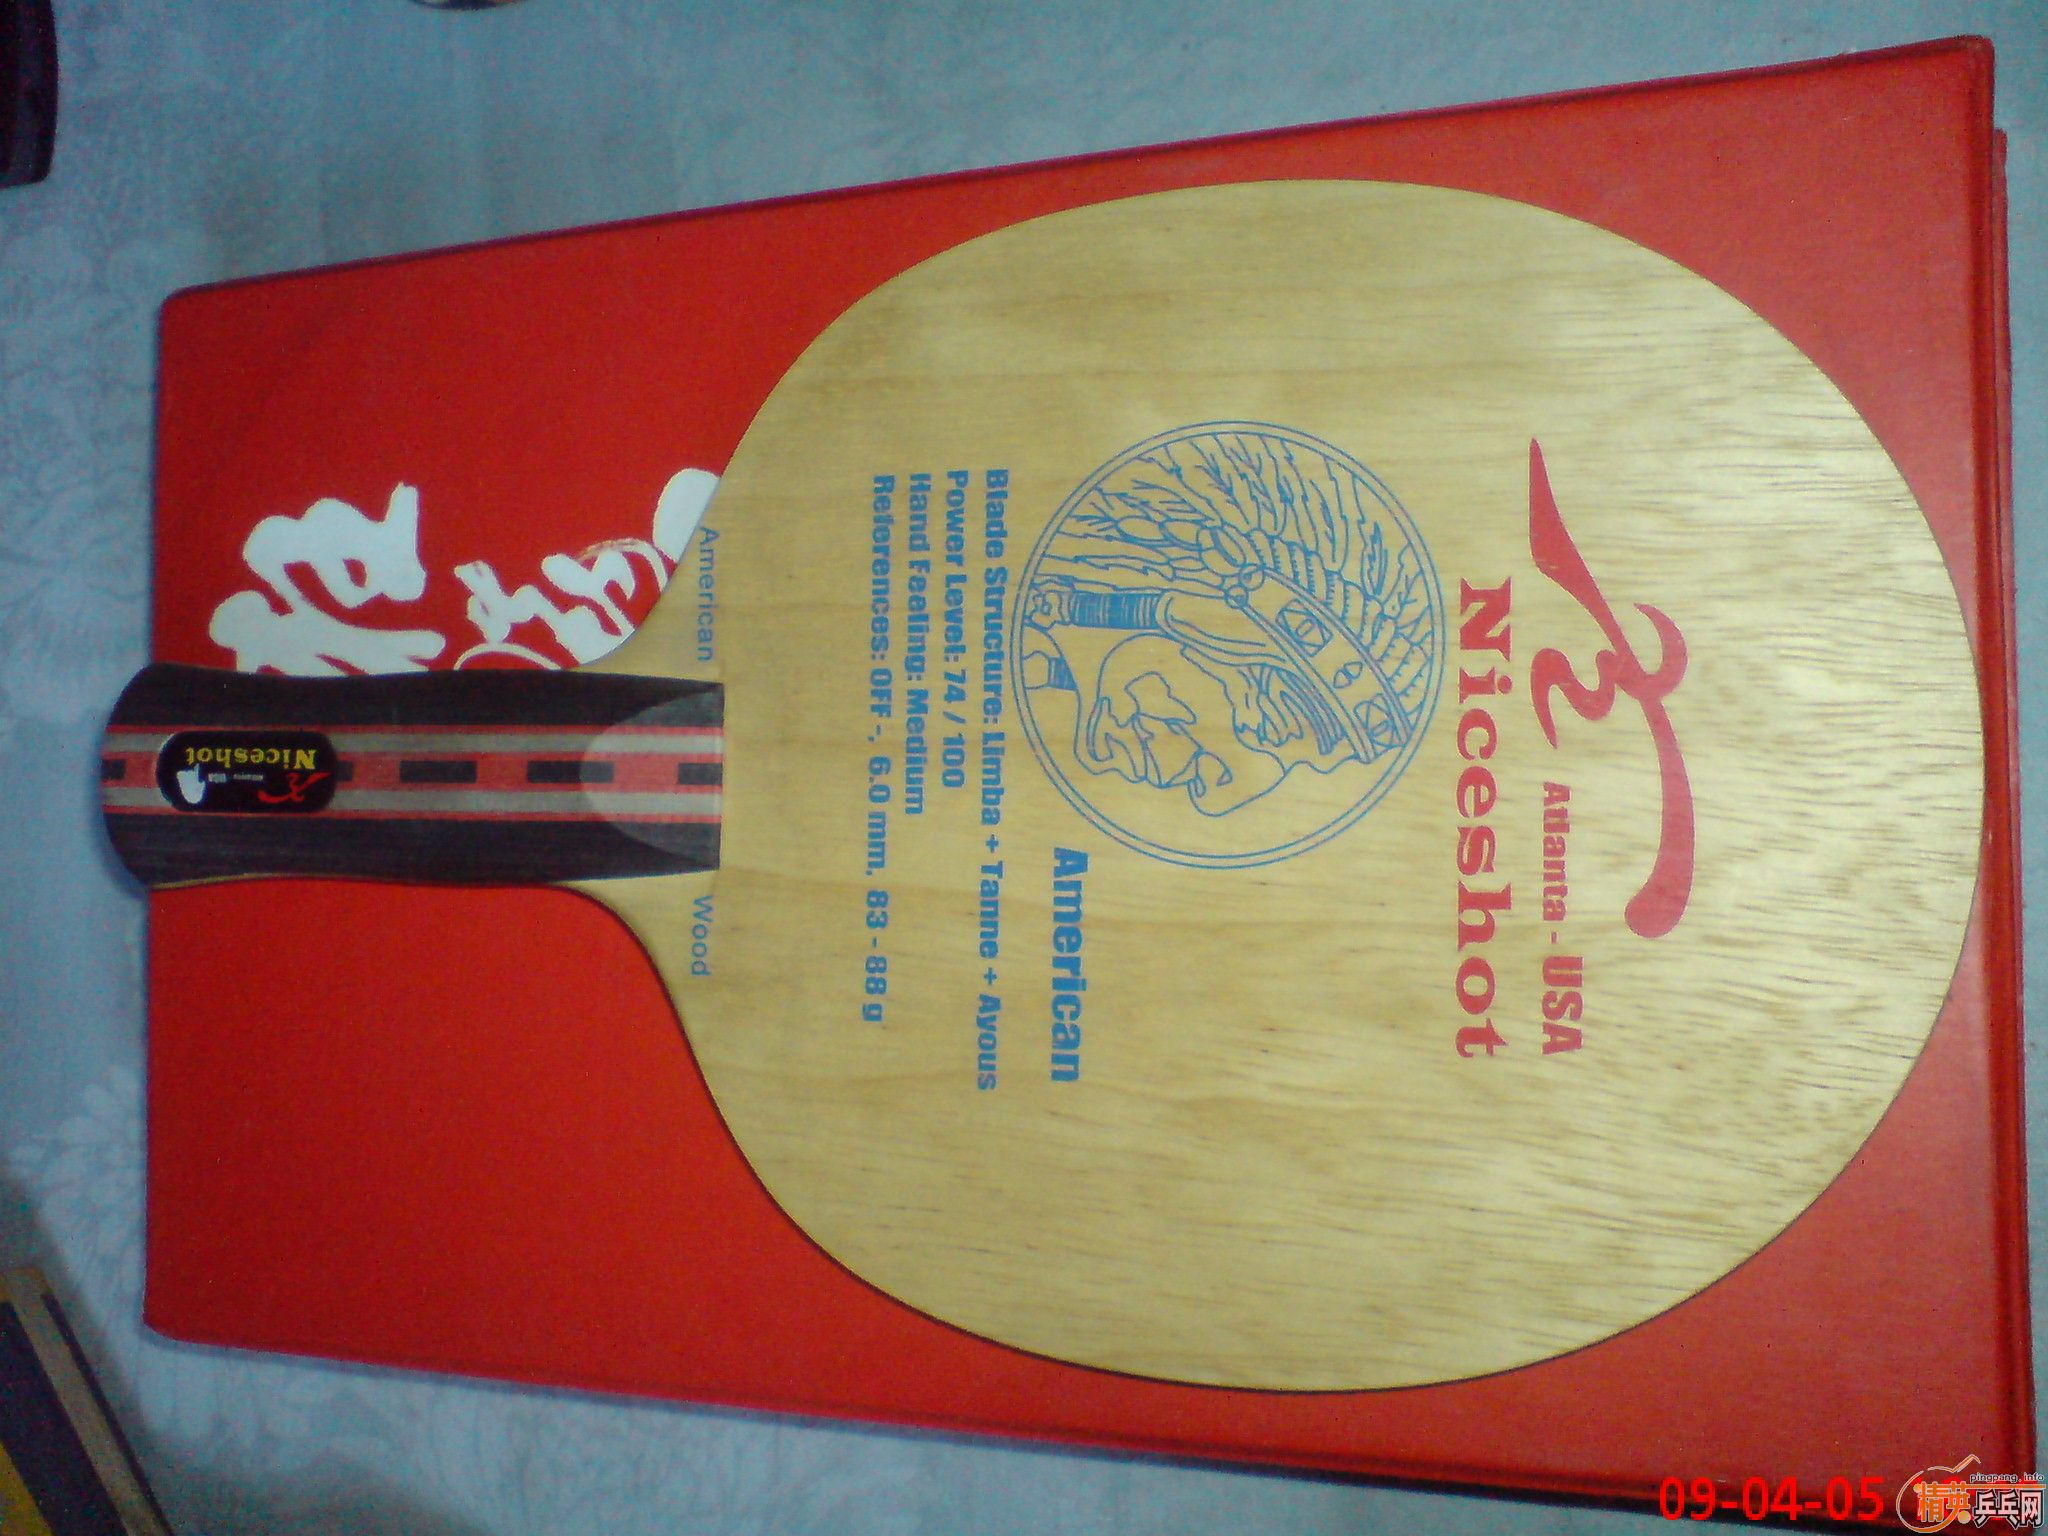 Atlanta - USA
Niceshot
American
Blade Structure: Limba + Tanne + Ayous
Power Level: 74 / 100
Hand Feeling: Medium
References: OFF -, 6.0 mm, 83 - 88 g
American
Wood
Niceshot
09-04-05
pingpang.info
精英乒乓网